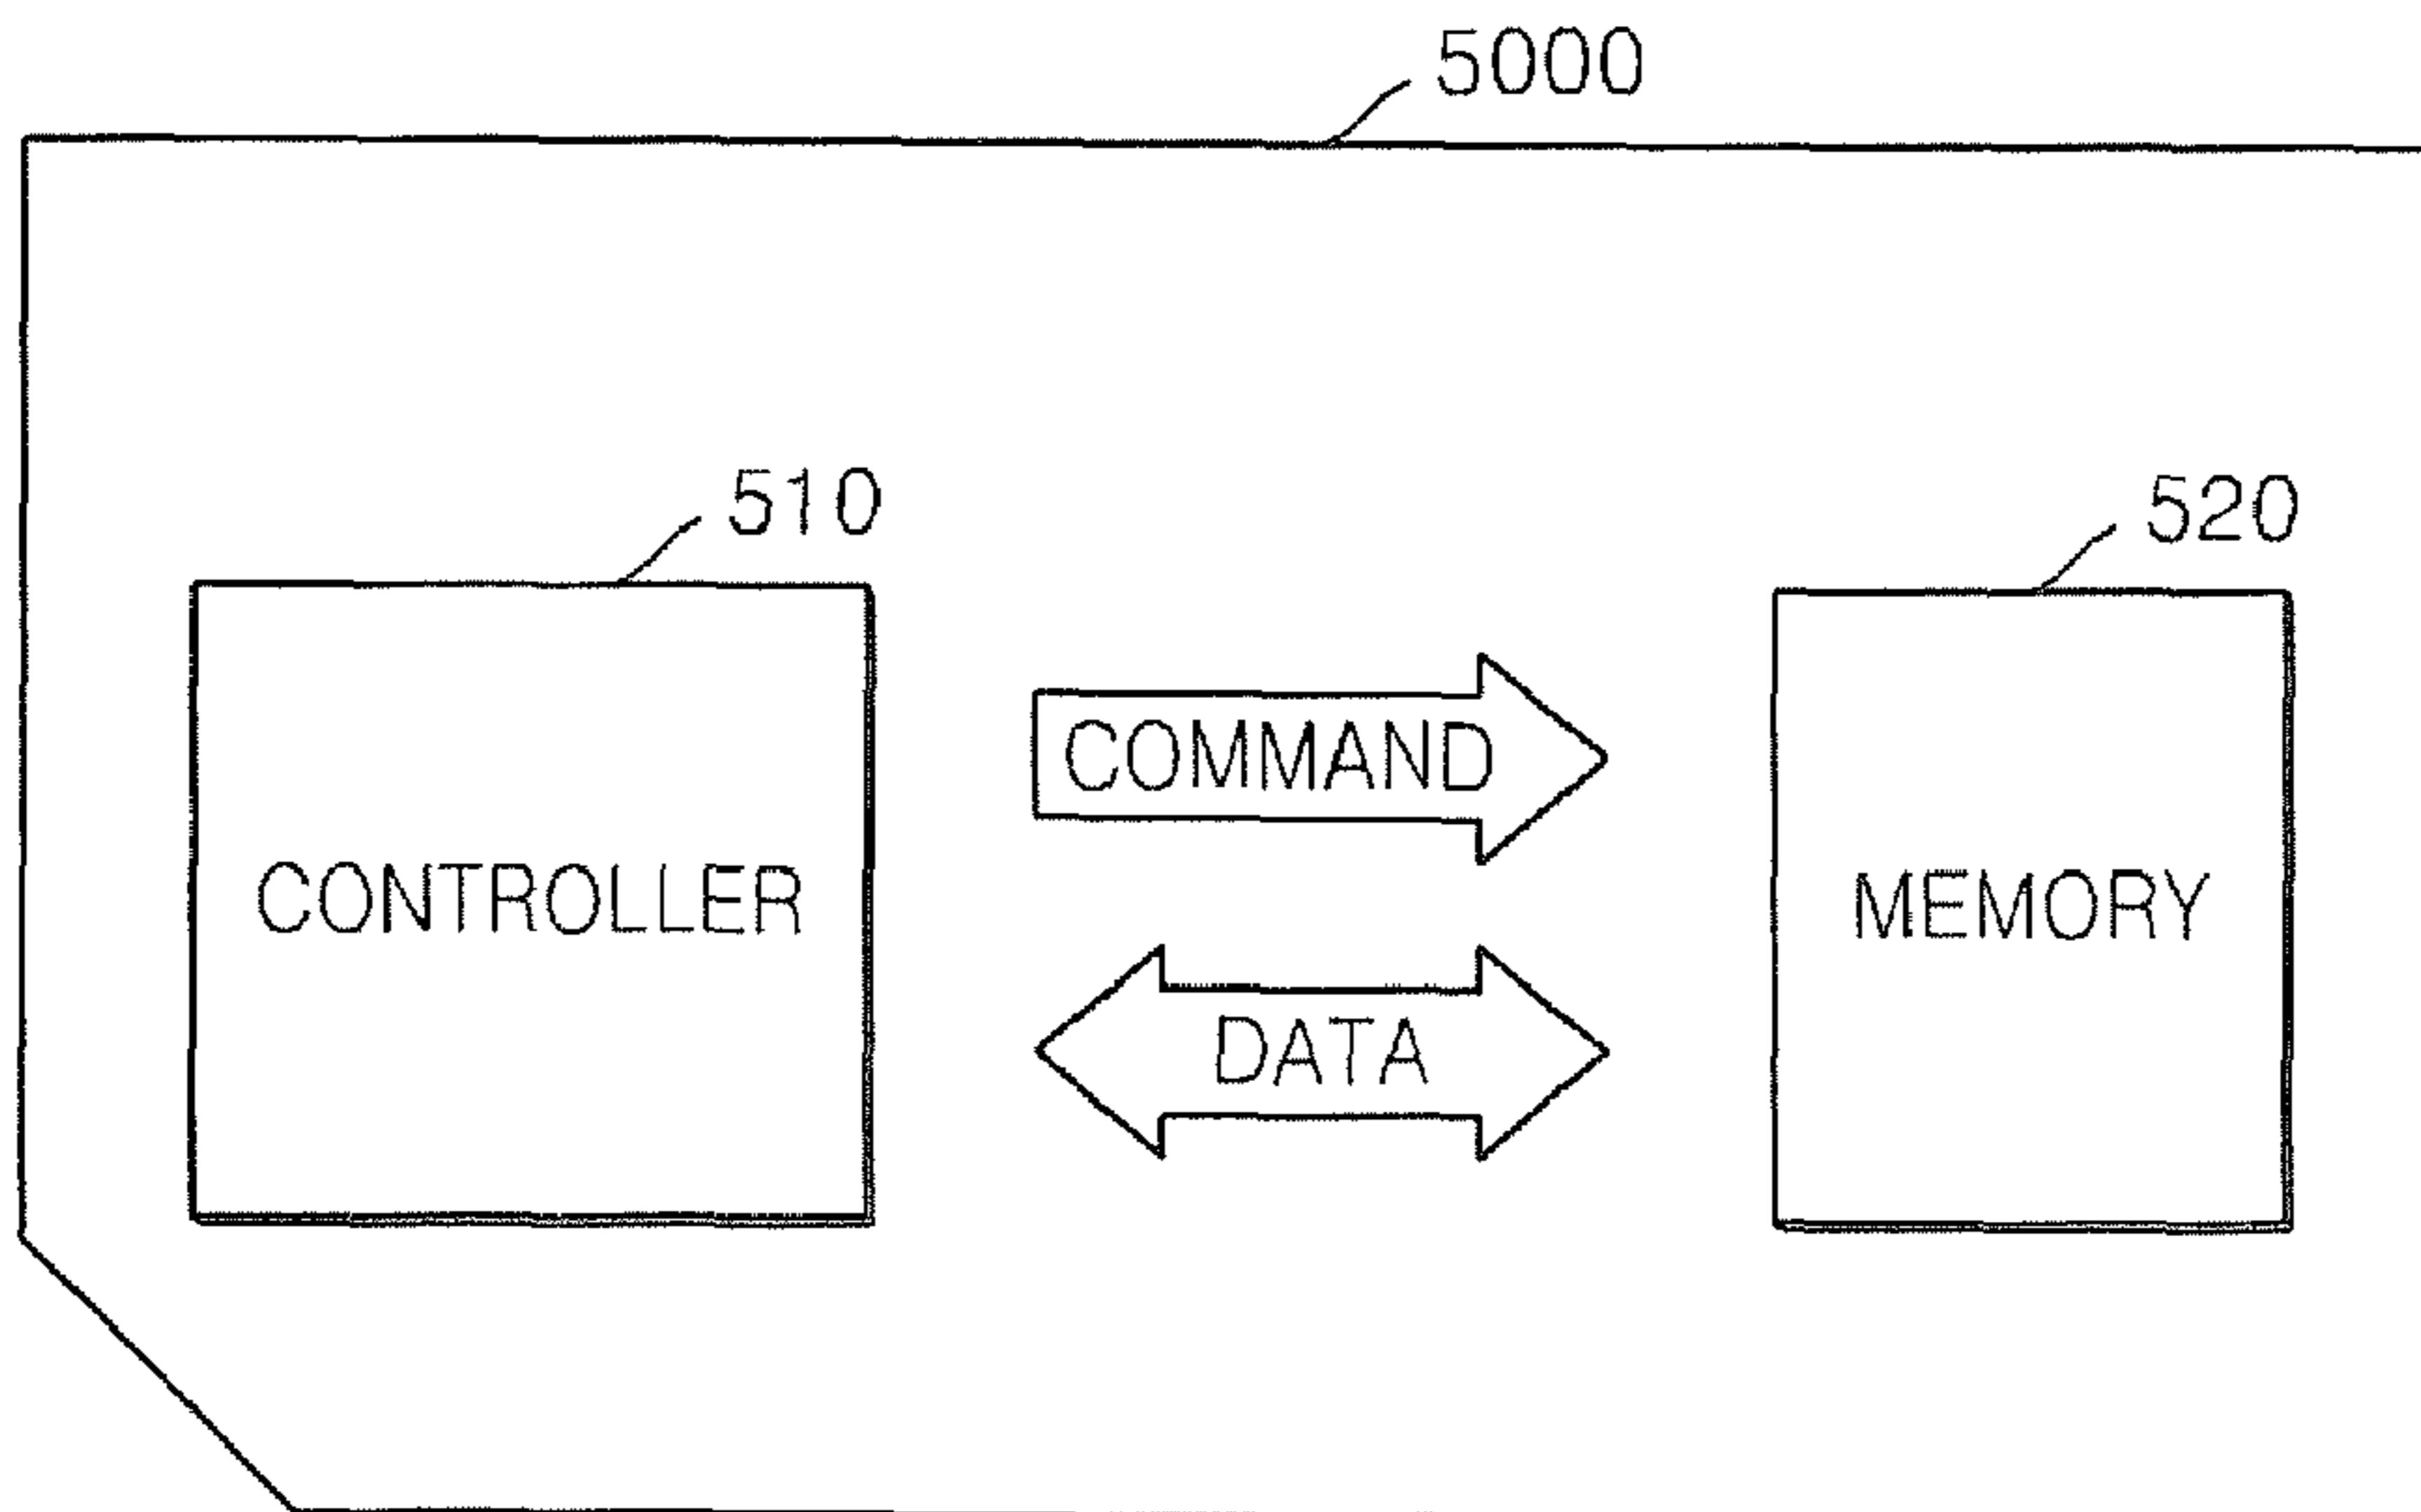 5000
510
520
COMMAND
CONTROLLER
MEMORY
DATA